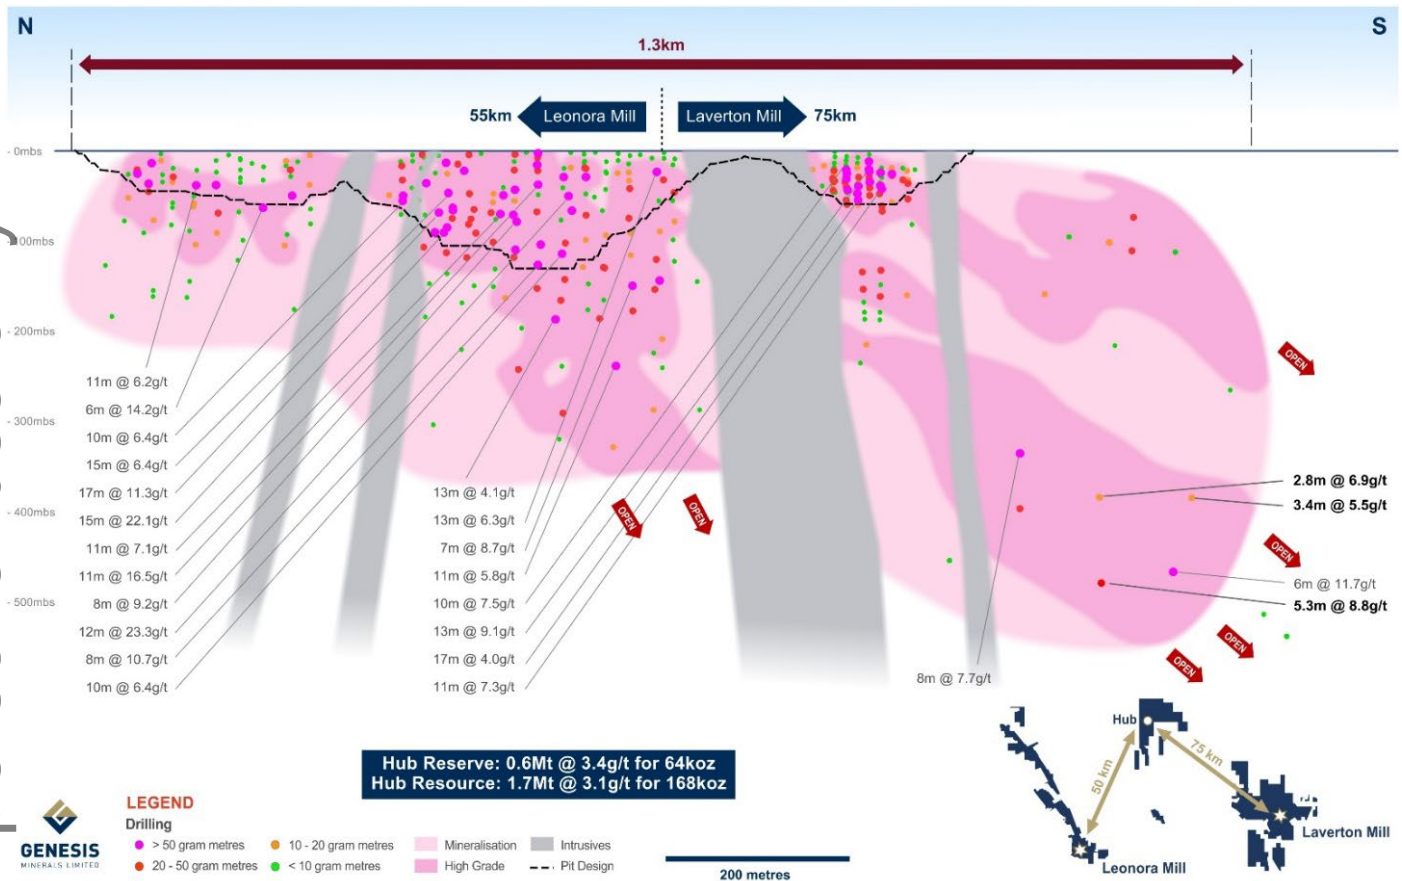 N
S
1.3km
55km
Leonora Mill
Laverton Mill
75km
- 0mbs
00mbs
- 200mbs
- 300mbs
- 400mbs
- 500mbs
11m @ 6.2g/t
6m @ 14.2g/t
10m @ 6.4g/t
15m @ 6.4g/t
17m @ 11.3g/t
15m @ 22.1g/t
11m @ 7.1g/t
11m @ 16.5g/t
8m @ 9.2g/t
12m @ 23.3g/t
8m @ 10.7g/t
10m @ 6.4g/t
13m @ 4.1g/t
13m @ 6.3g/t
7m @ 8.7g/t
11m @ 5.8g/t
10m @ 7.5g/t
13m @ 9.1g/t
17m @ 4.0g/t
11m @ 7.3g/t
OPEN
OPEN
OPEN
2.8m @ 6.9g/t
3.4m @ 5.5g/t
OPEN
6m @ 11.7g/t
5.3m @ 8.8g/t
OPEN
OPEN
8m @ 7.7g/t
Hub
50 km
75 km
Laverton Mill
Leonora Mill
Hub Reserve: 0.6Mt @ 3.4g/t for 64koz
Hub Resource: 1.7Mt @ 3.1g/t for 168koz
GENESIS
MINERALS LIMITED
LEGEND
Drilling
> 50 gram metres
10 - 20 gram metres
Mineralisation
Intrusives
20 - 50 gram metres
< 10 gram metres
High Grade
Pit Design
200 metres